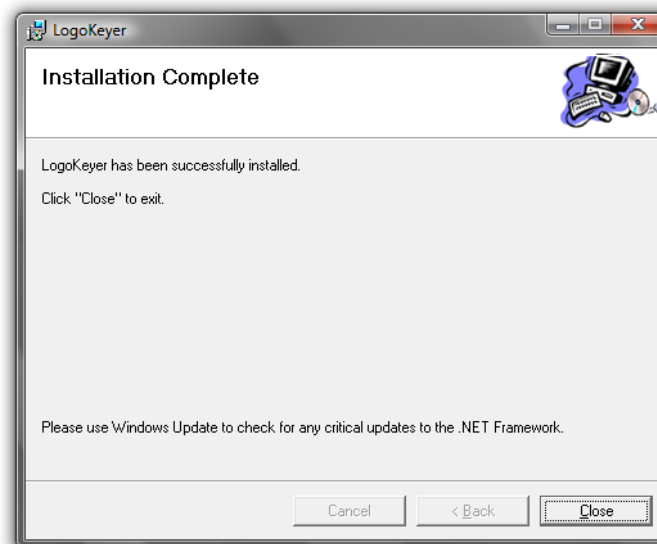 LogoKeyer
Installation Complete
LogoKeyer has been successfully installed.
Click "Close" to exit.
Please use Windows Update to check for any critical updates to the .NET Framework.
Cancel
< Back
Close